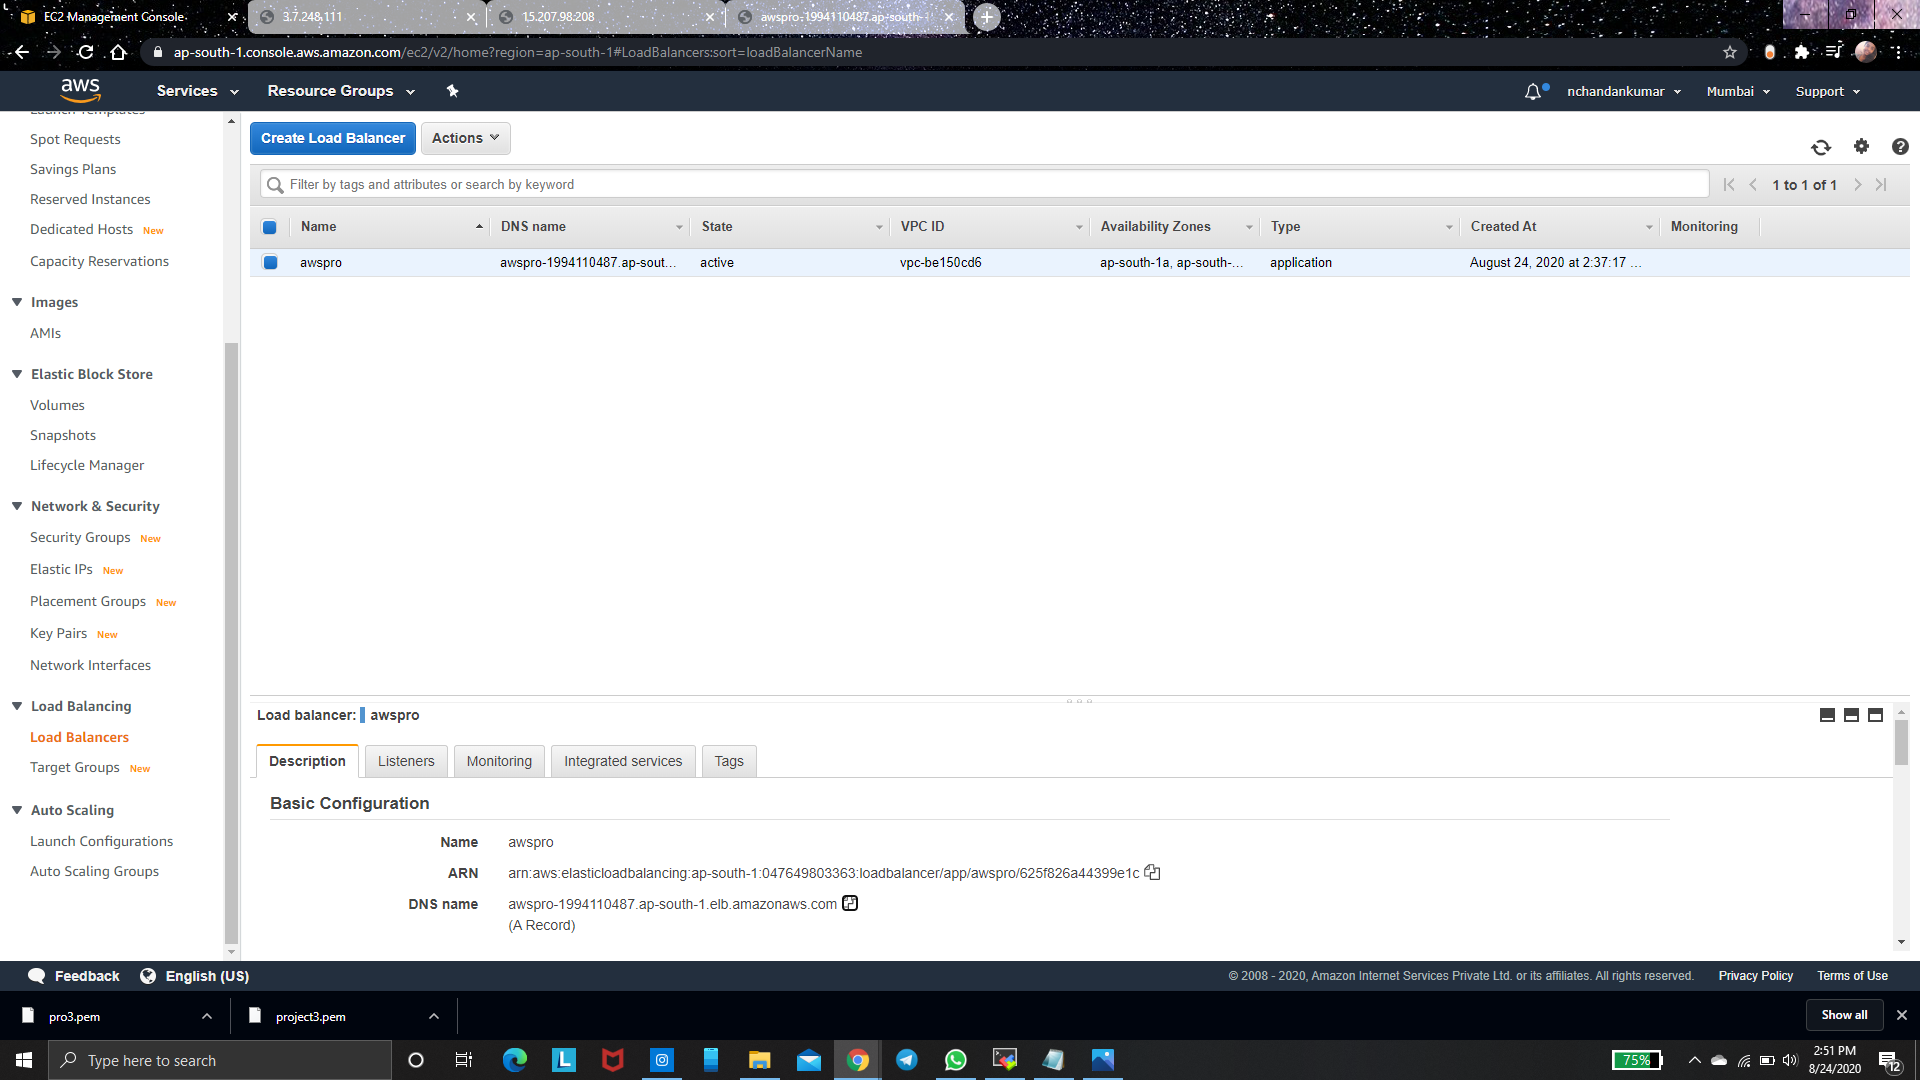 EC2 Management Console
3.7.248.111
15.207.98.208
awspro-1994110487.ap-south-1
ap-south-1.console.aws.amazon.com/ec2/v2/home?region=ap-south-1#LoadBalancers:sort=loadBalancerName
aws
Services
Resource Groups
nchandankumar
Mumbai
Support
Launch Templates
Spot Requests
Savings Plans
Reserved Instances
Dedicated Hosts New
Capacity Reservations
Images
AMIs
Elastic Block Store
Volumes
Snapshots
Lifecycle Manager
Network & Security
Security Groups New
Elastic IPs New
Placement Groups New
Key Pairs New
Network Interfaces
Load Balancing
Load Balancers
Target Groups New
Auto Scaling
Launch Configurations
Auto Scaling Groups
Create Load Balancer
Actions
Filter by tags and attributes or search by keyword
1 to 1 of 1
Name DNS name State VPC ID Availability Zones Type Created At Monitoring
awspro awspro-1994110487.ap-sout... active vpc-be150cd6 ap-south-1a, ap-south-... application August 24, 2020 at 2:37:17 ...
Load balancer: awspro
Description
Listeners
Monitoring
Integrated services
Tags
Basic Configuration
Name awspro
ARN arn:aws:elasticloadbalancing:ap-south-1:047649803363:loadbalancer/app/awspro/625f826a44399e1c
DNS name awspro-1994110487.ap-south-1.elb.amazonaws.com
(A Record)
Feedback
English (US)
© 2008 - 2020, Amazon Internet Services Private Ltd. or its affiliates. All rights reserved.
Privacy Policy
Terms of Use
pro3.pem
project3.pem
Show all
Type here to search
L
75%
2:51 PM
8/24/2020
12